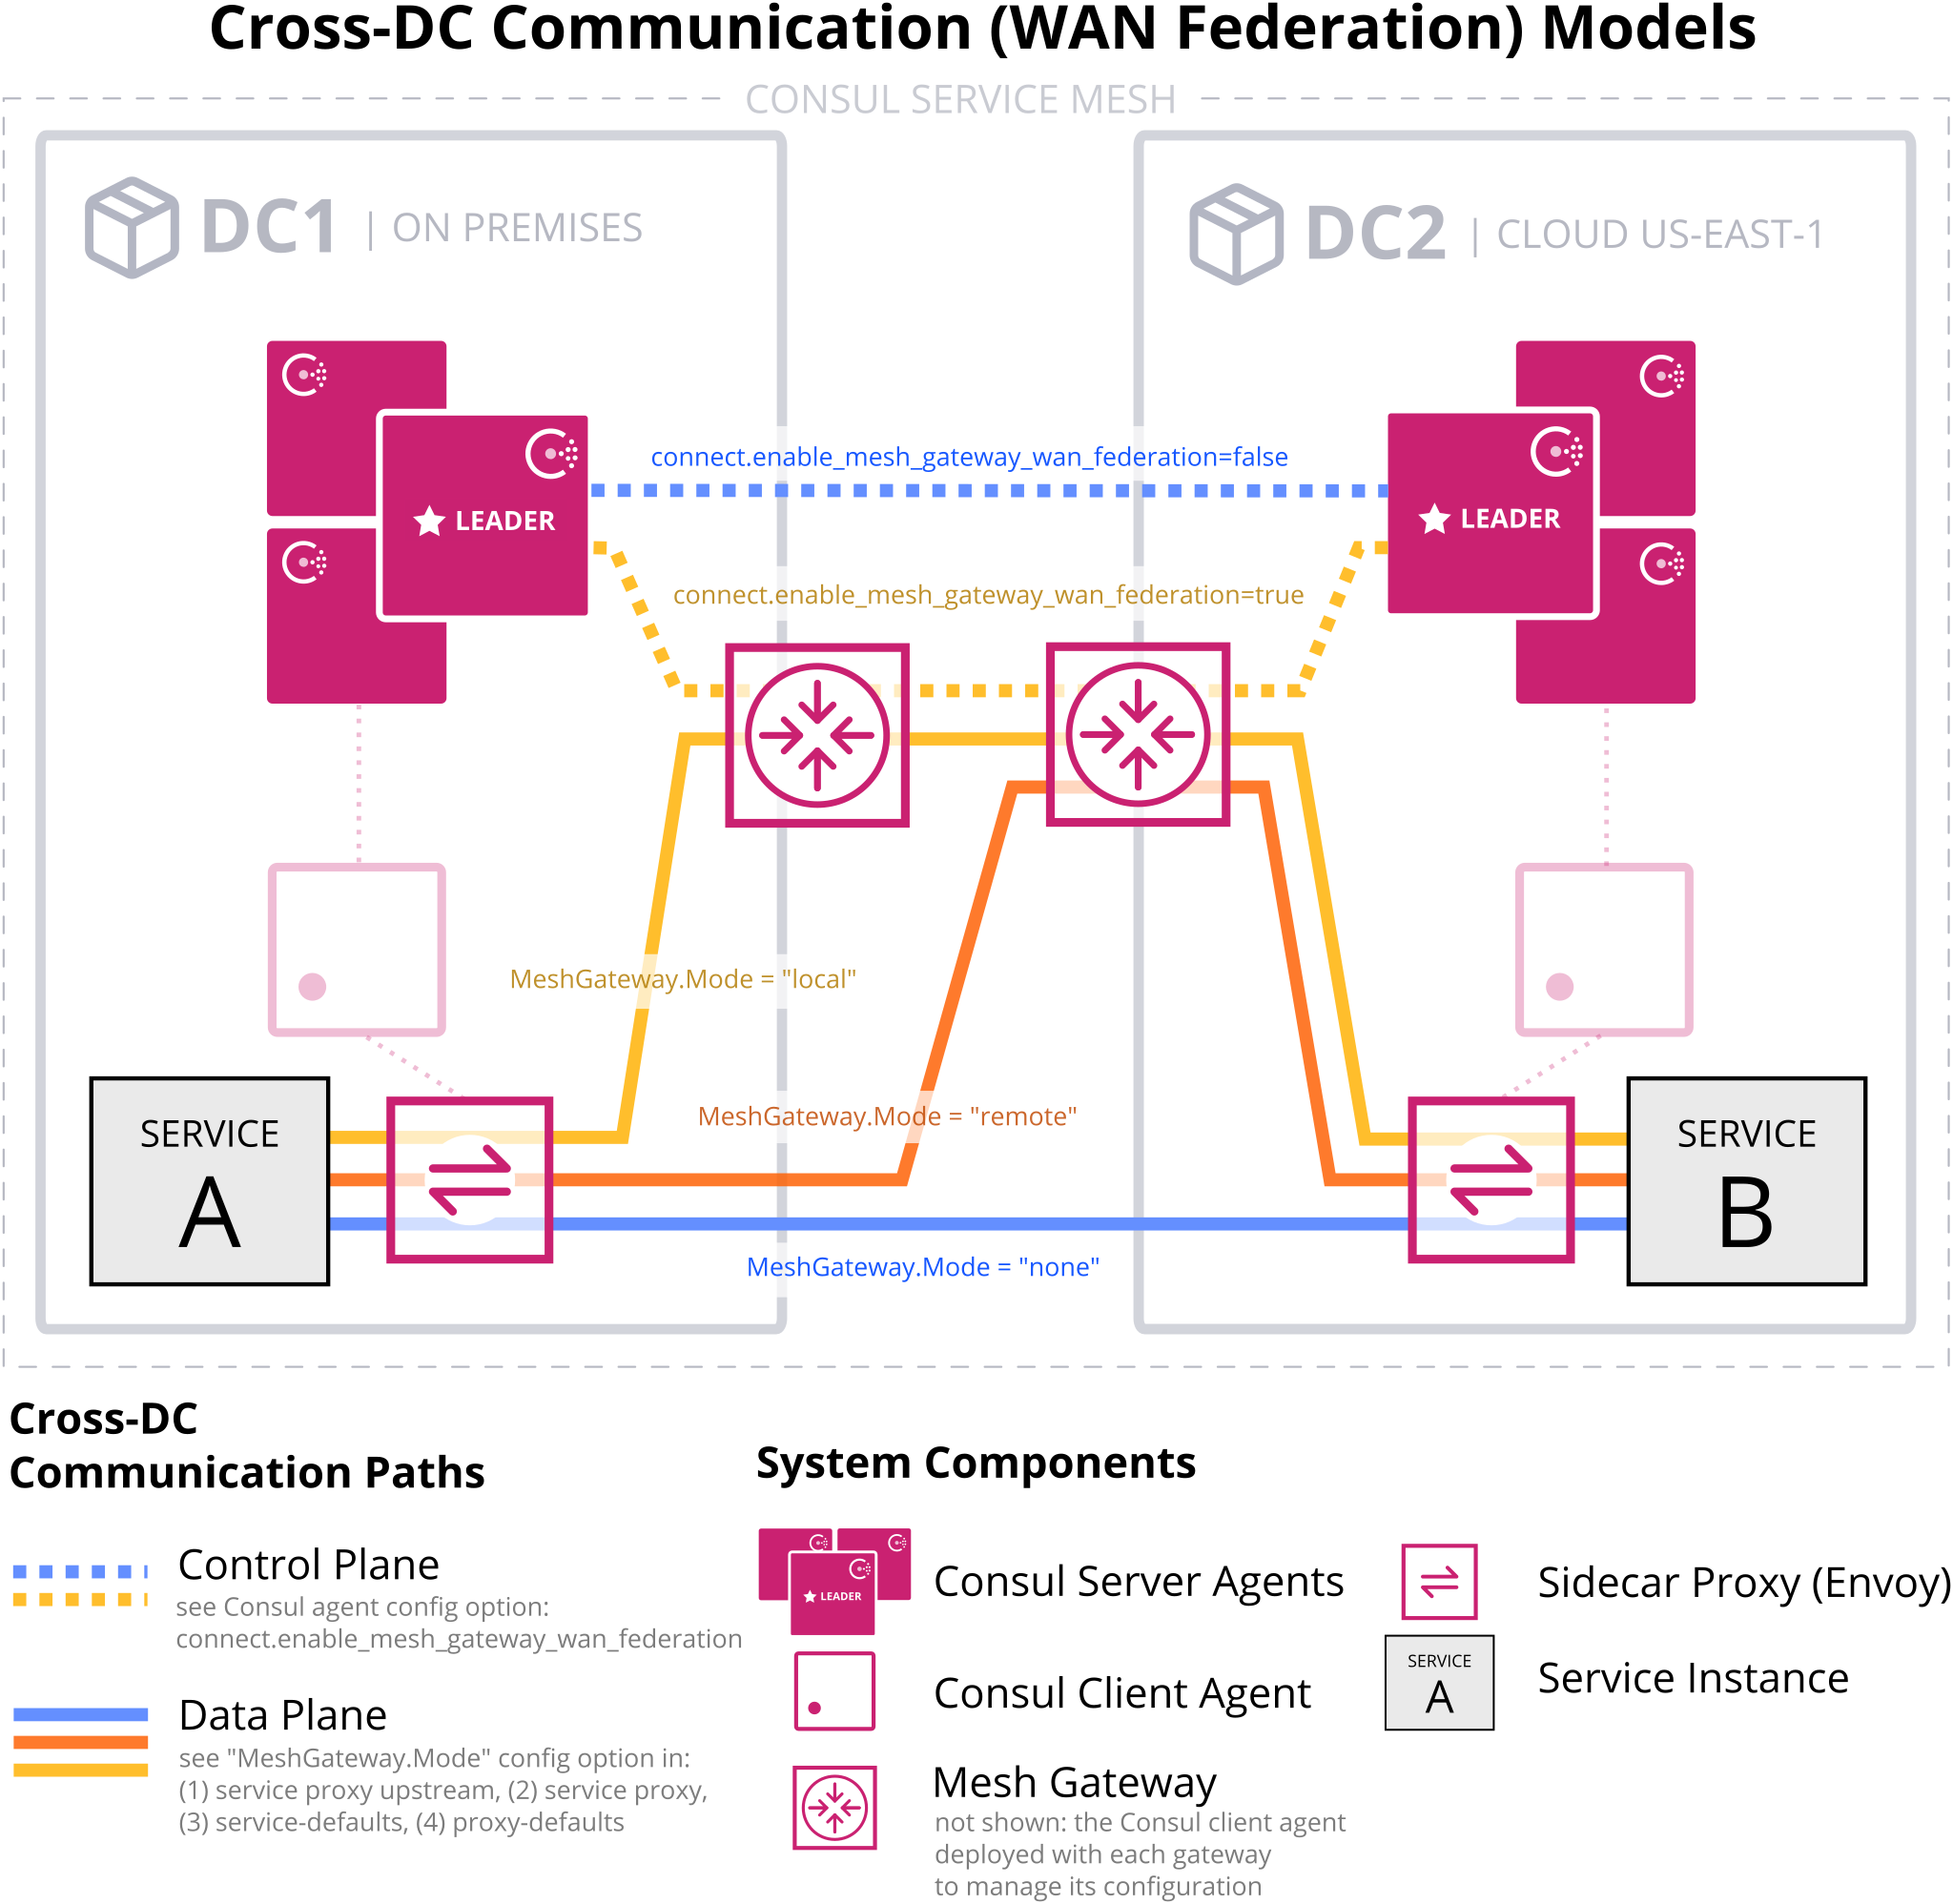 Cross-DC Communication (WAN Federation) Models
CONSUL SERVICE MESH
DC1 | ON PREMISES
DC2 | CLOUD US-EAST-1
connect.enable_mesh_gateway_wan_federation=false
LEADER
LEADER
connect.enable_mesh_gateway_wan_federation=true
MeshGateway.Mode = "local"
MeshGateway.Mode = "remote"
SERVICE
A
SERVICE
B
MeshGateway.Mode = "none"
Cross-DC
Communication Paths
Control Plane
see Consul agent config option:
connect.enable_mesh_gateway_wan_federation
Data Plane
see "MeshGateway.Mode" config option in:
(1) service proxy upstream, (2) service proxy,
(3) service-defaults, (4) proxy-defaults
System Components
LEADER
Consul Server Agents
Consul Client Agent
Mesh Gateway
not shown: the Consul client agent
deployed with each gateway
to manage its configuration
Sidecar Proxy (Envoy)
SERVICE
A
Service Instance